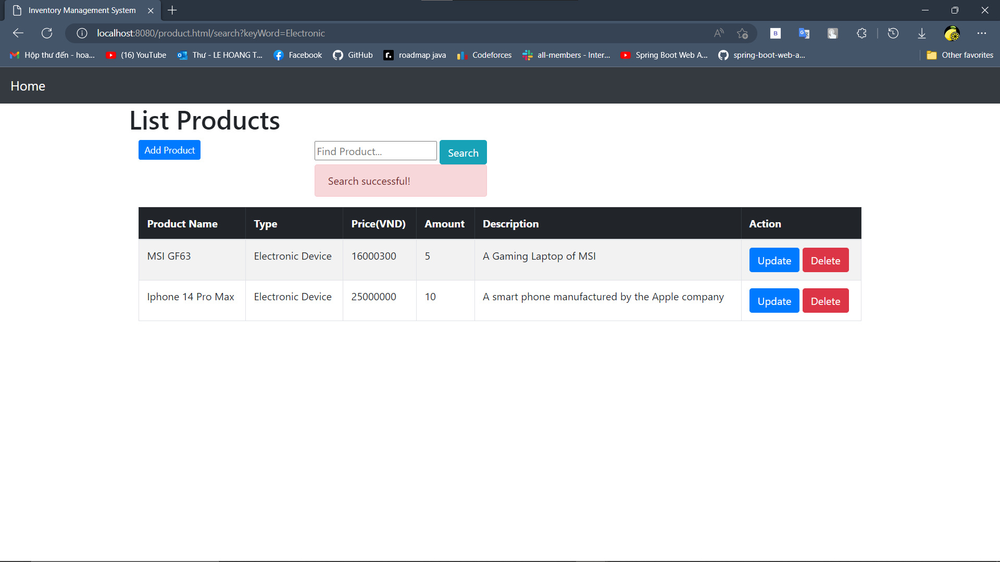 Inventory Management System
localhost:8080/product.html/search?keyWord=Electronic
Hộp thư đến - hoa... (16) YouTube Thư - LE HOANG T... Facebook GitHub roadmap java Codeforces all-members - Inter... Spring Boot Web A... spring-boot-web-a... Other favorites
Home
List Products
Add Product Find Product... Search
Search successful!
Product Name Type Price(VND) Amount Description Action
MSI GF63 Electronic Device 16000300 5 A Gaming Laptop of MSI Update Delete
Iphone 14 Pro Max Electronic Device 25000000 10 A smart phone manufactured by the Apple company Update Delete